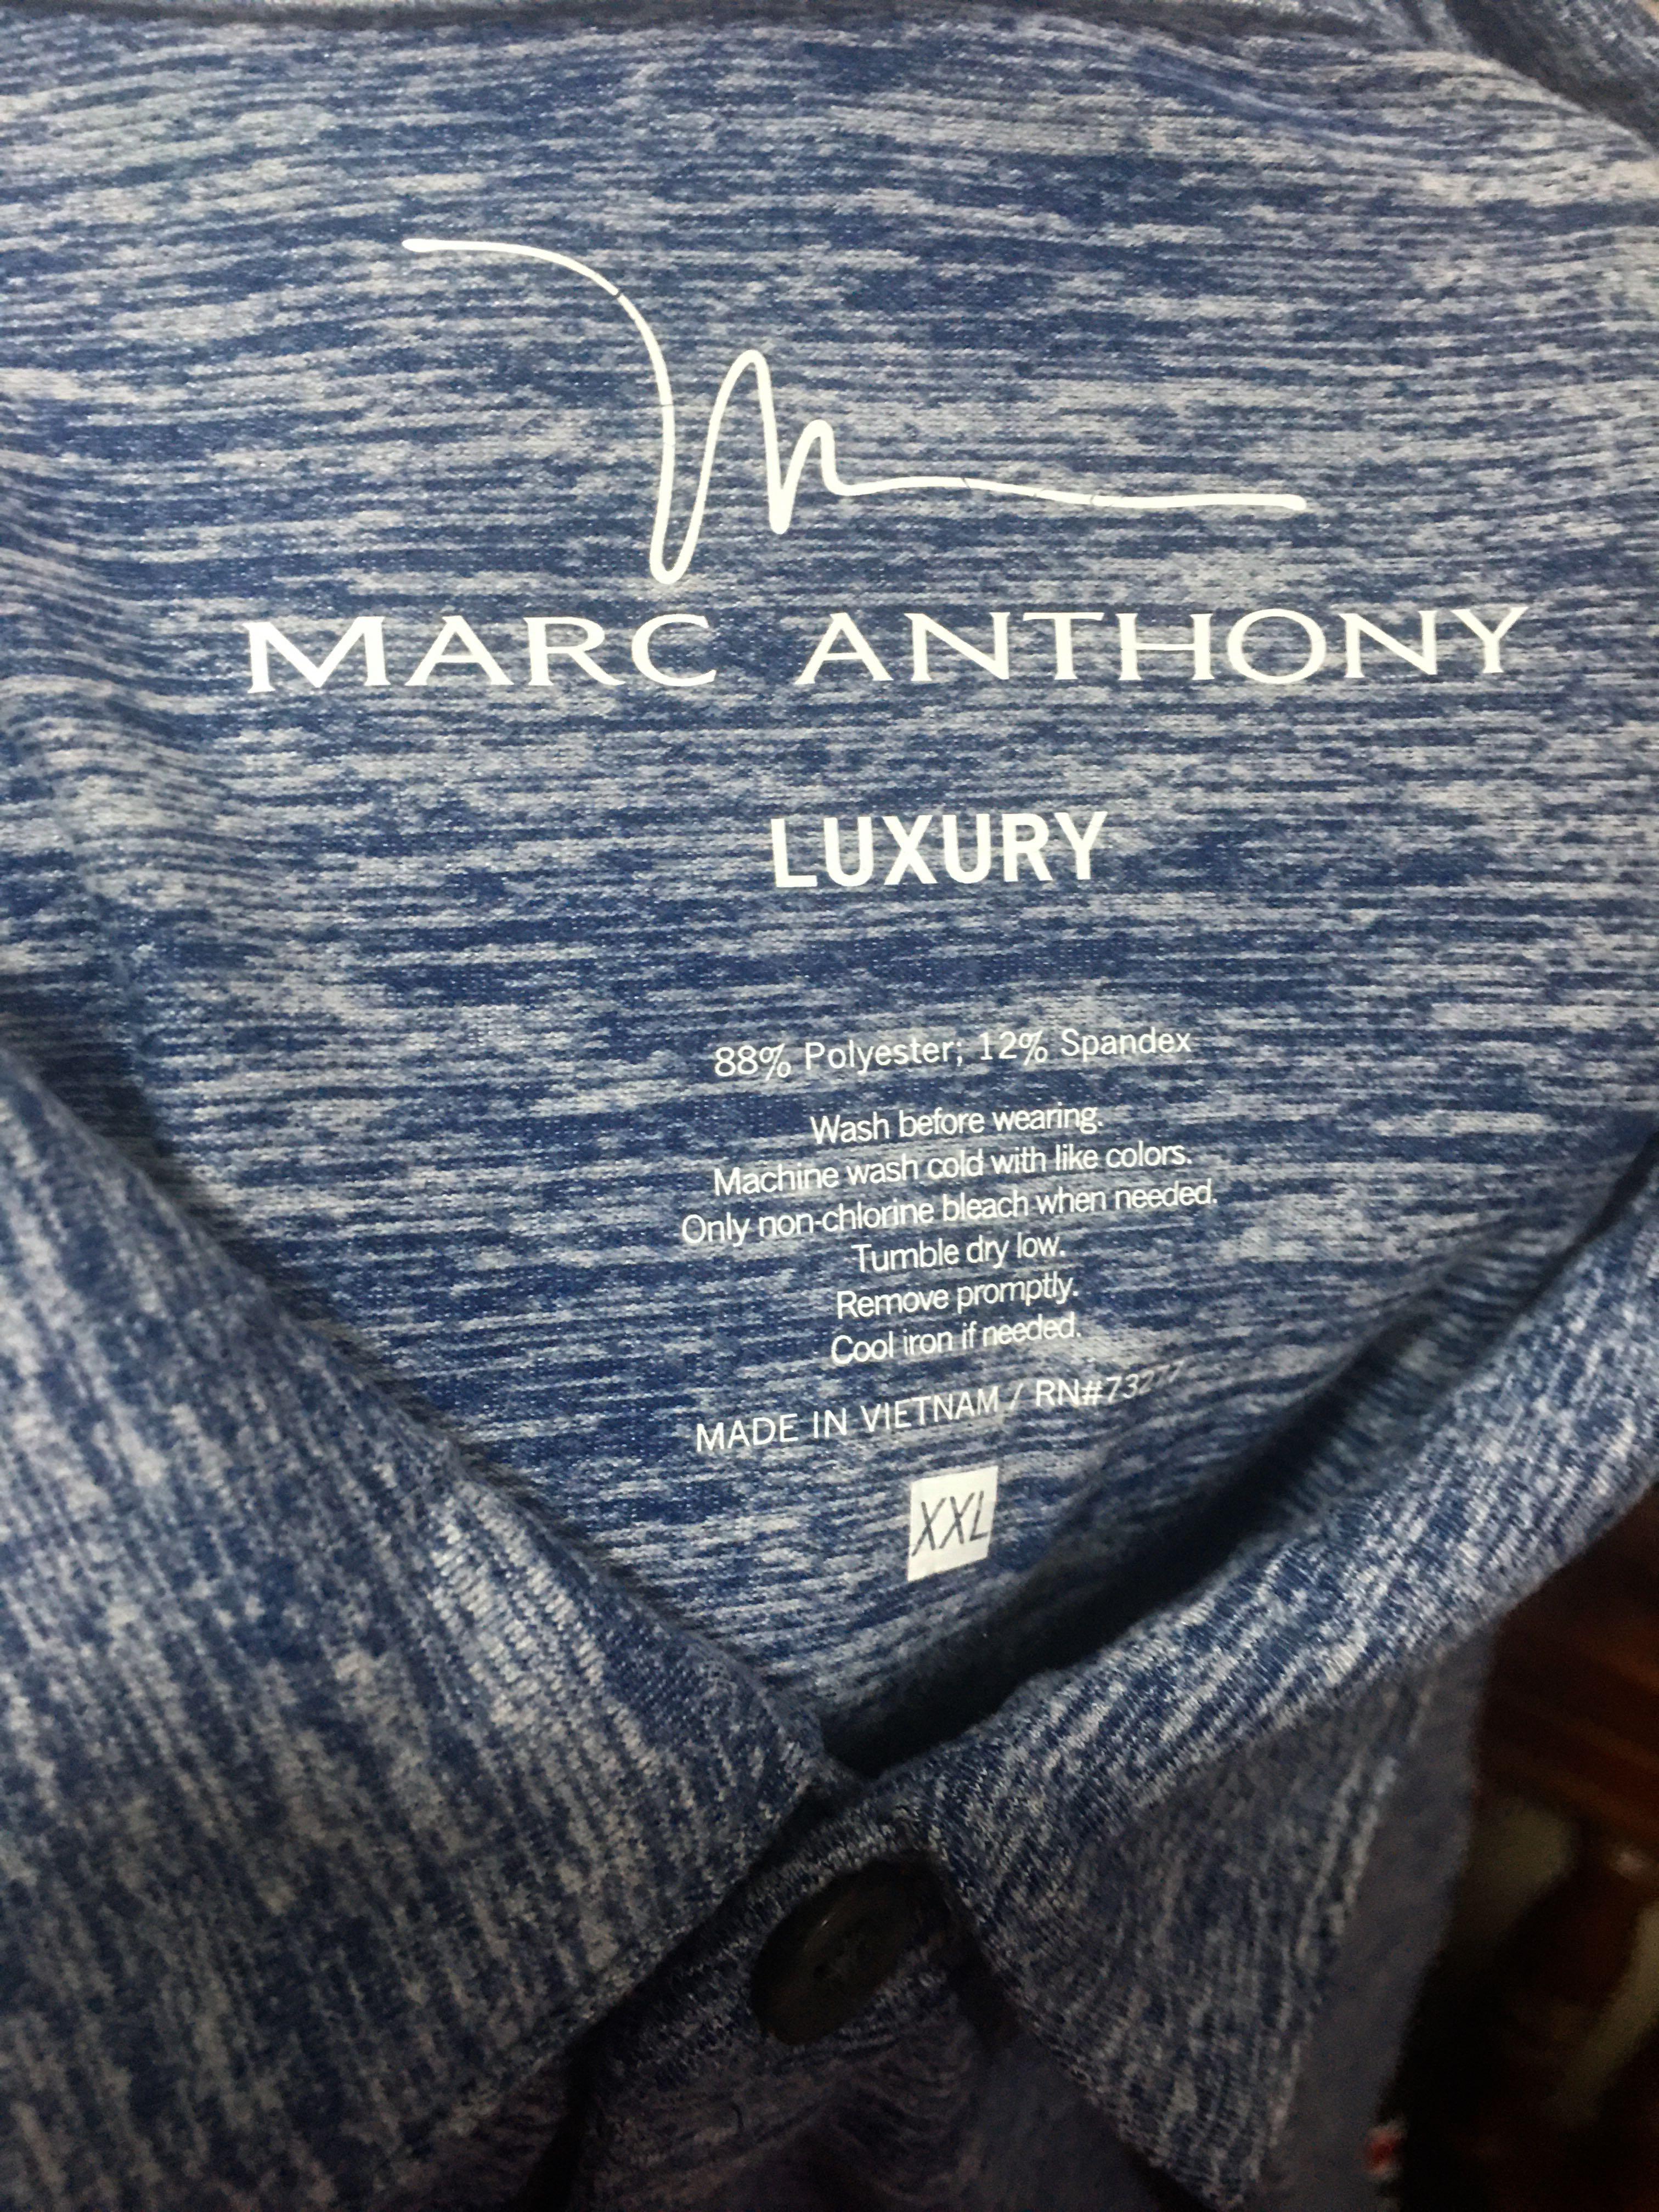 MARC ANTHONY
LUXURY
88% Polyester; 12% Spandex
Wash before wearing.
Machine wash cold with like colors.
Only non-chlorine bleach when needed.
Tumble dry low.
Remove promptly.
Cool iron if needed.
MADE IN VIETNAM /
XXL